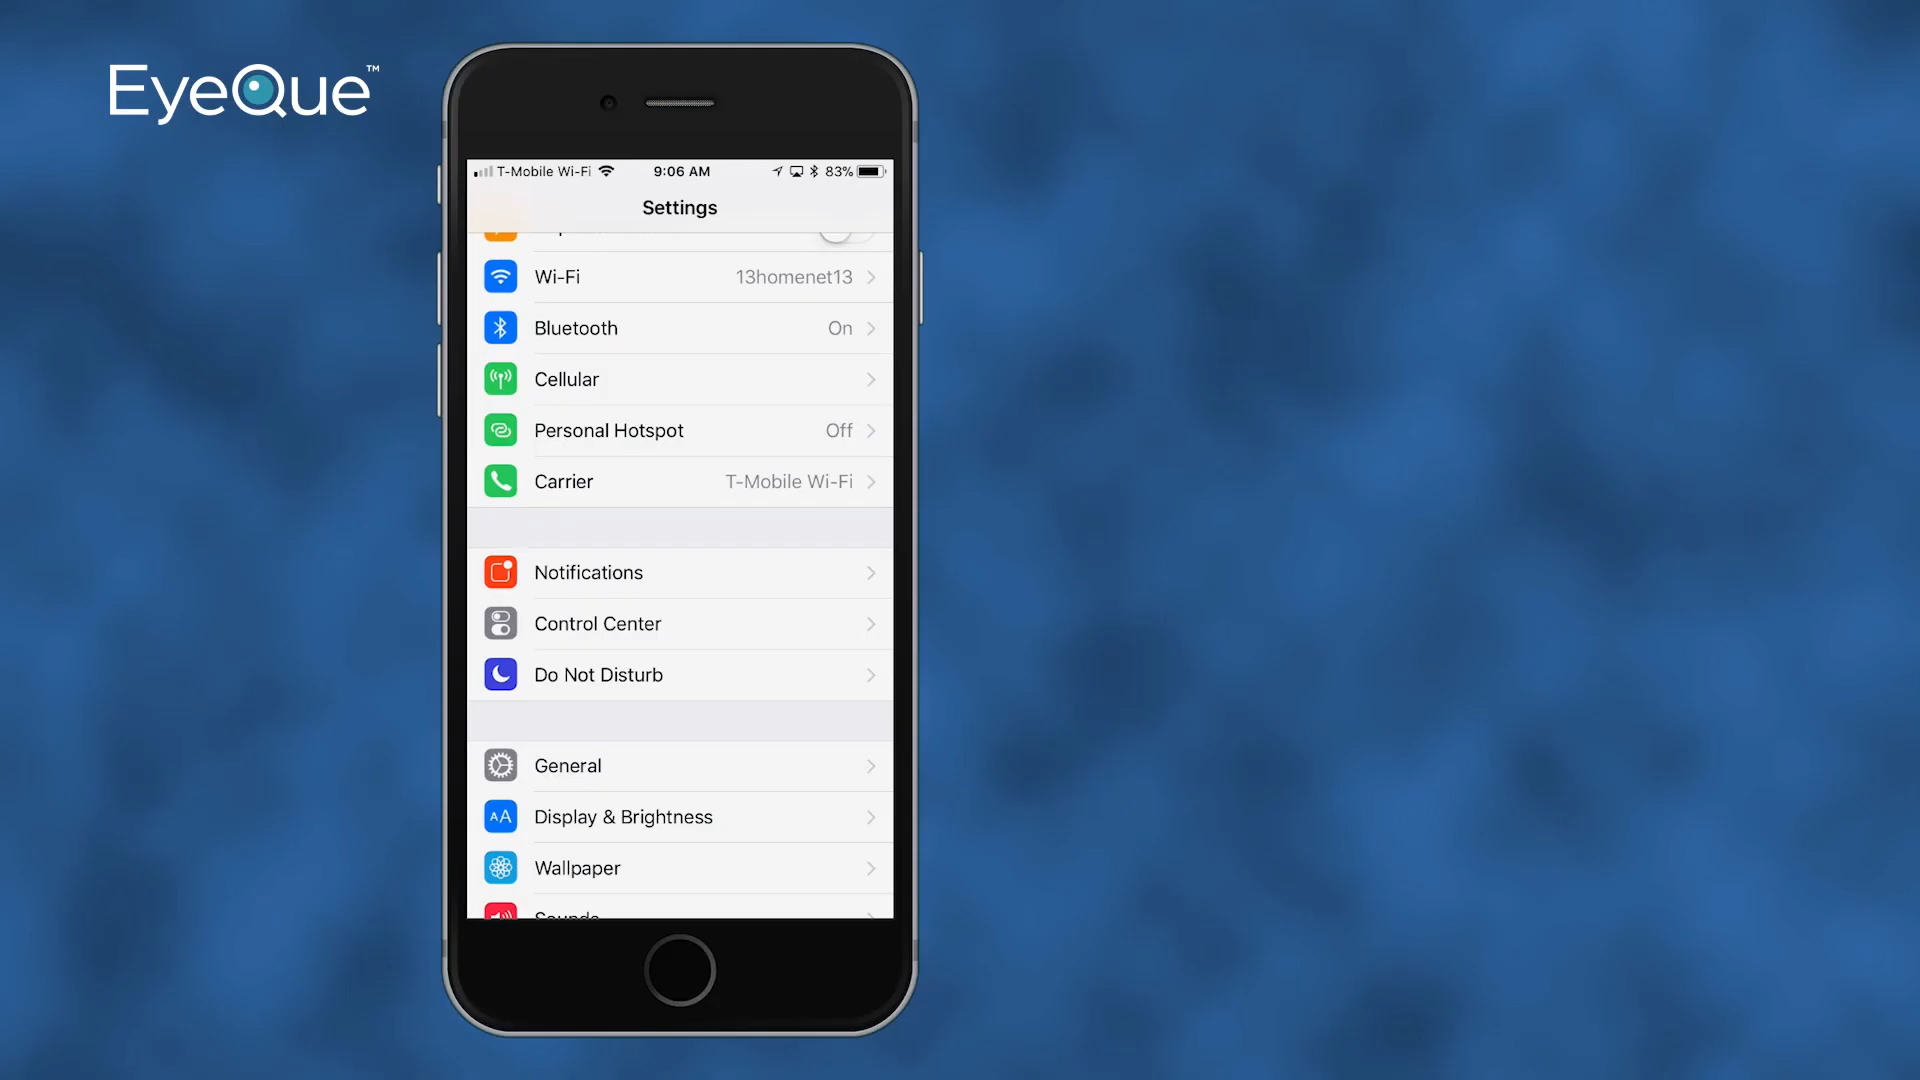 EyeQue™
T-Mobile Wi-Fi 9:06 AM 83%
Settings
Wi-Fi 13homenet13
Bluetooth On
Cellular
Personal Hotspot Off
Carrier T-Mobile Wi-Fi
Notifications
Control Center
Do Not Disturb
General
AA Display & Brightness
Wallpaper
Sounds